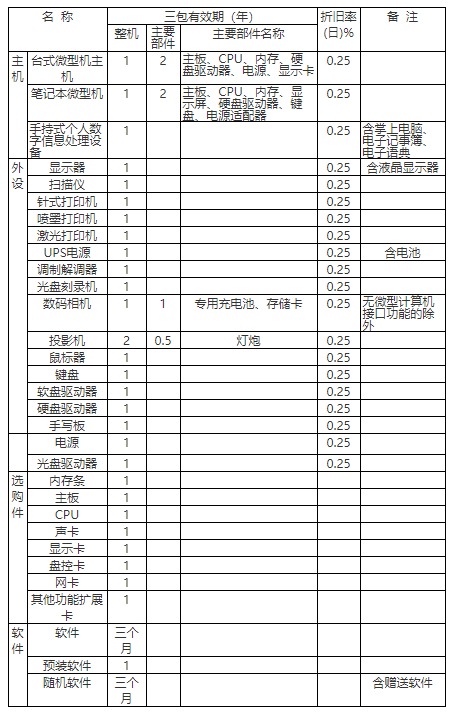 名 称 三包有效期（年） 折旧率(日)% 备 注
整机 主要部件 主要部件名称
主机 台式微型机主机 1 2 主板、CPU、内存、硬盘驱动器、电源、显示卡 0.25
笔记本微型机 1 2 主板、CPU、内存、显示屏、硬盘驱动器、键盘、电源适配器 0.25
手持式个人数字信息处理设备 1 0.25 含掌上电脑、电子记事簿、电子语典
外设 显示器 1 0.25 含液晶显示器
扫描仪 1 0.25
针式打印机 1 0.25
喷墨打印机 1 0.25
激光打印机 1 0.25
UPS电源 1 0.25 含电池
调制解调器 1 0.25
光盘刻录机 1 0.25
数码相机 1 1 专用充电池、存储卡 0.25 无微型计算机接口功能的除外
投影机 2 0.5 灯炮 0.25
鼠标器 1 0.25
键盘 1 0.25
软盘驱动器 1 0.25
硬盘驱动器 1 0.25
手写板 1 0.25
电源 1 0.25
光盘驱动器 1 0.25
选购件 内存条 1
主板 1
CPU 1
声卡 1
显示卡 1
盘控卡 1
网卡 1
其他功能扩展卡 1
软件 软件 三个月
预装软件 1
随机软件 三个月 含赠送软件